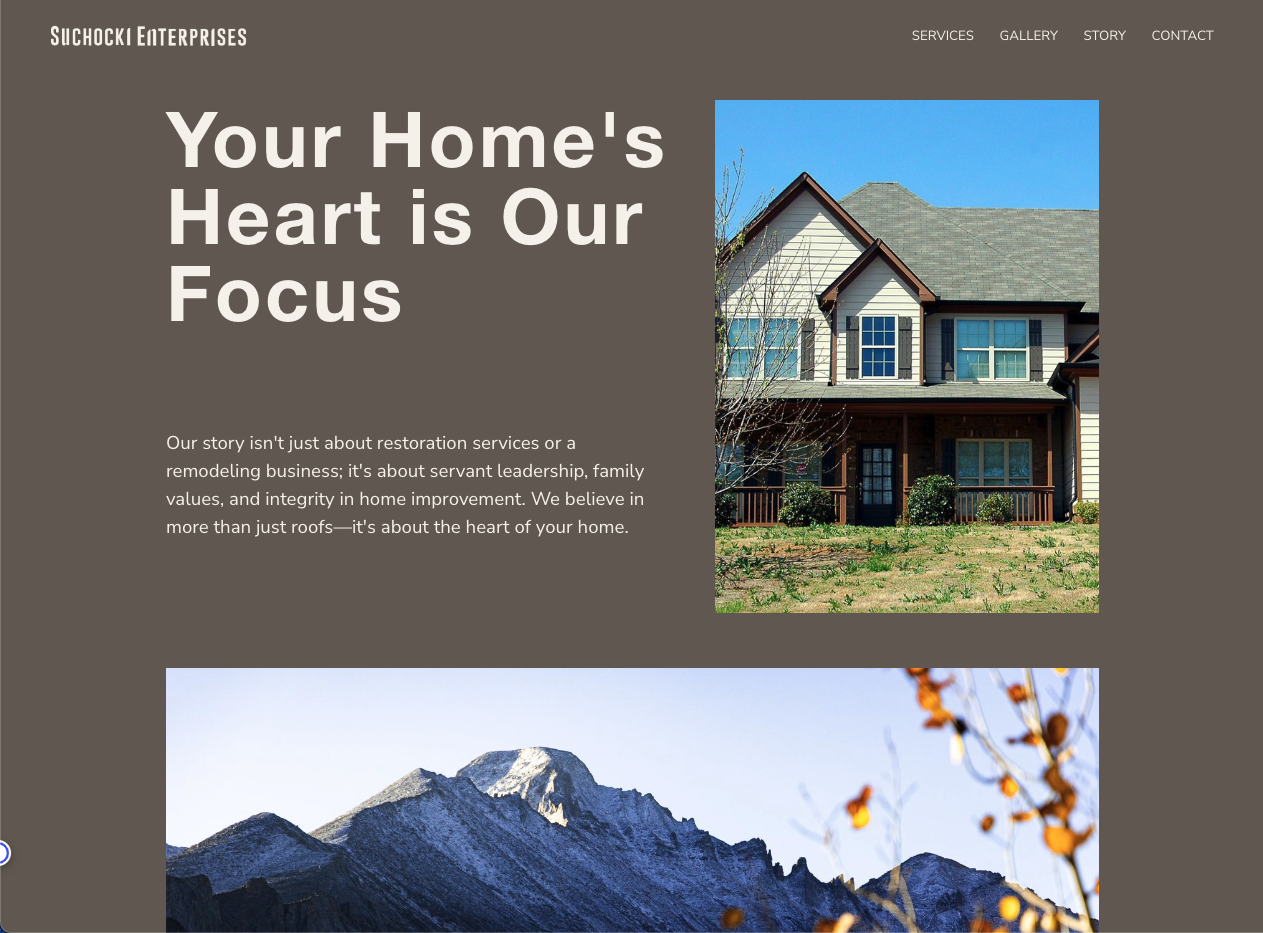 SUCHOCKI ENTERPRISES
SERVICES GALLERY STORY CONTACT
Your Home's
Heart is Our
Focus
Our story isn't just about restoration services or a
remodeling business; it's about servant leadership, family
values, and integrity in home improvement. We believe in
more than just roofs—it's about the heart of your home.